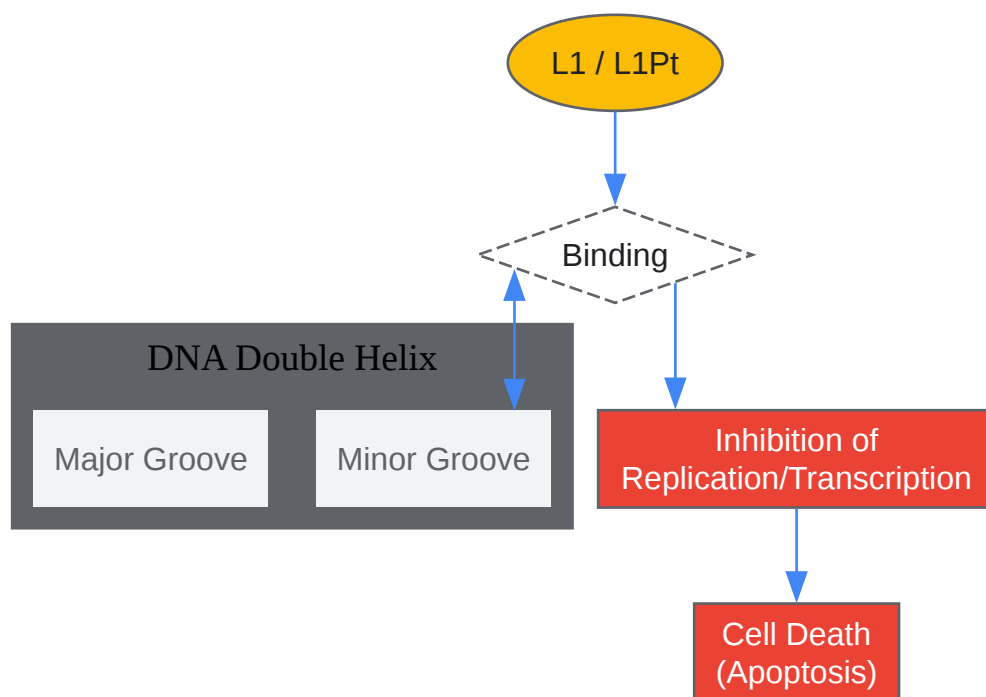 L1 / L1Pt
Binding
DNA Double Helix
Major Groove
Minor Groove
Inhibition of
Replication/Transcription
Cell Death
(Apoptosis)